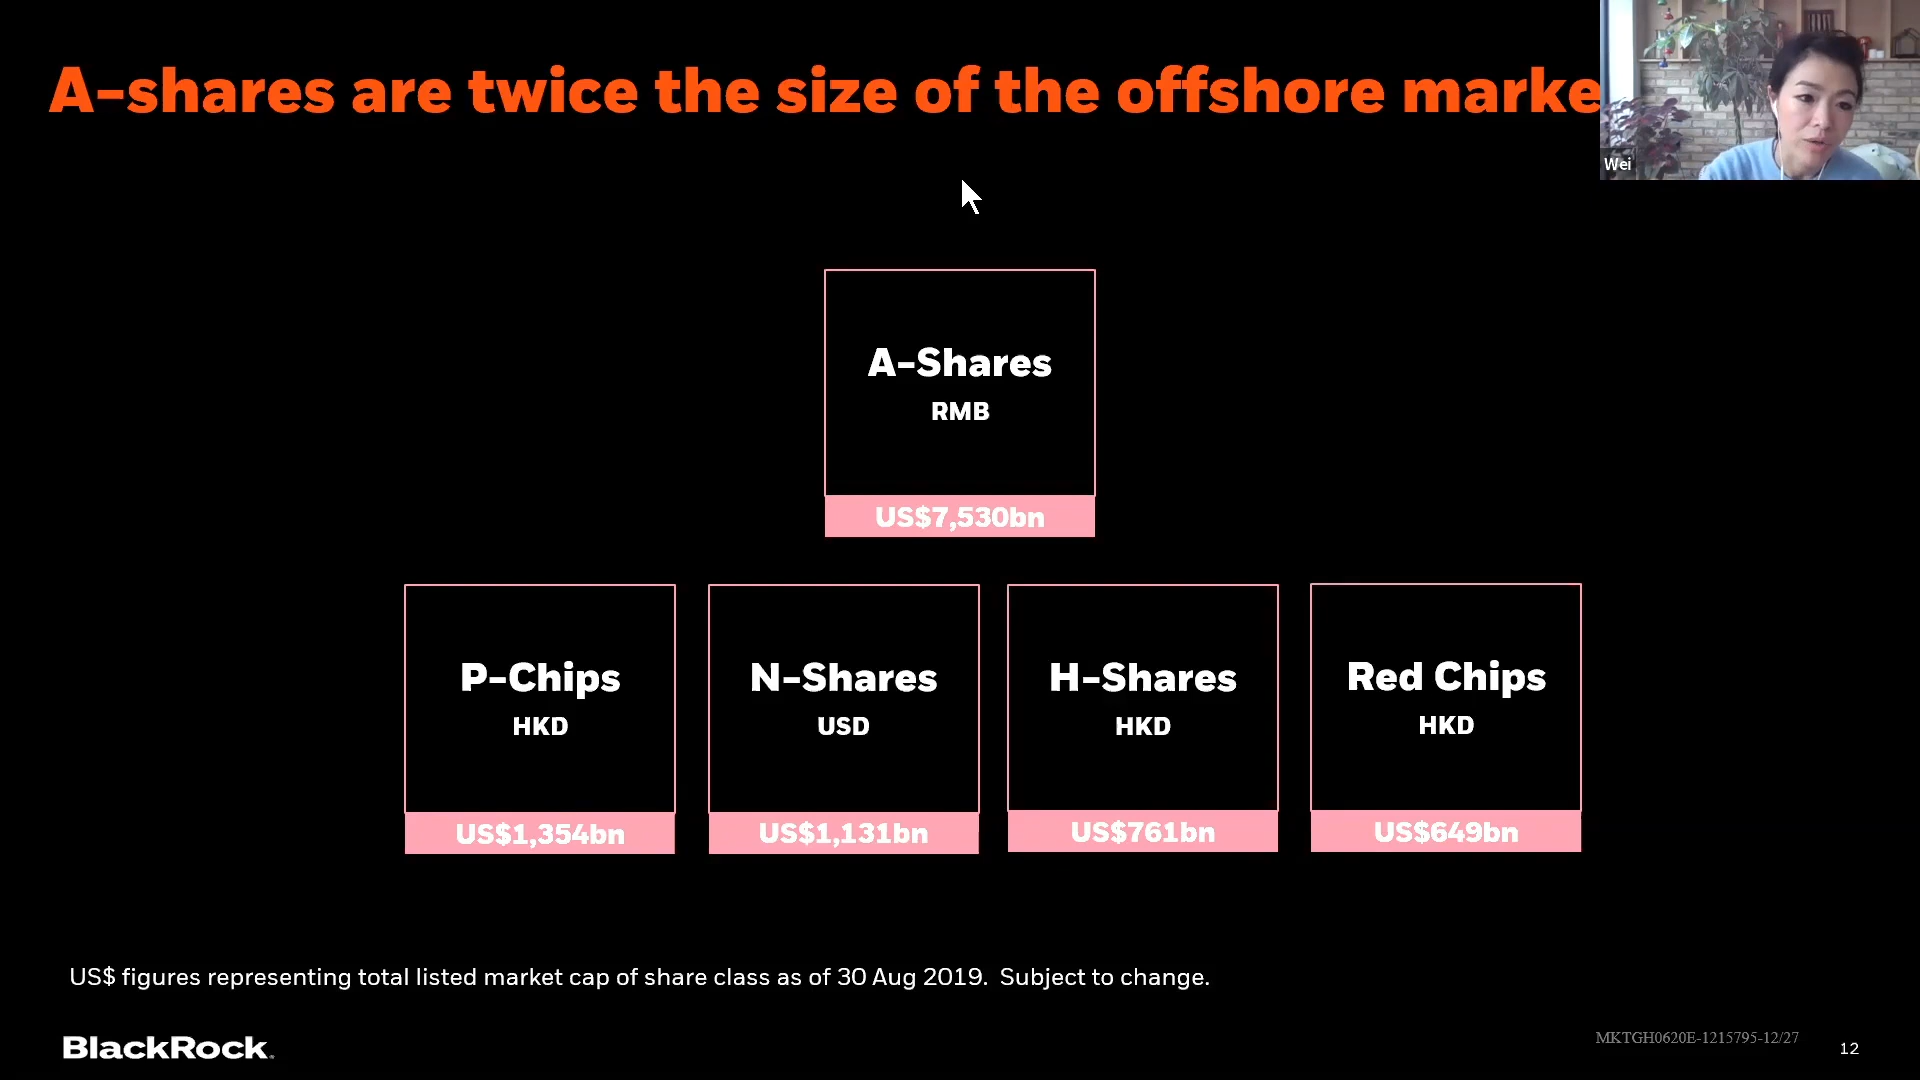 A-shares are twice the size of the offshore marke
Wei
A-Shares
RMB
US$7,530bn
P-Chips
HKD
US$1,354bn
N-Shares
USD
US$1,131bn
H-Shares
HKD
US$761bn
Red Chips
HKD
US$649bn
US$ figures representing total listed market cap of share class as of 30 Aug 2019. Subject to change.
BlackRock.
MKTGH0620E-1215795-12/27
12